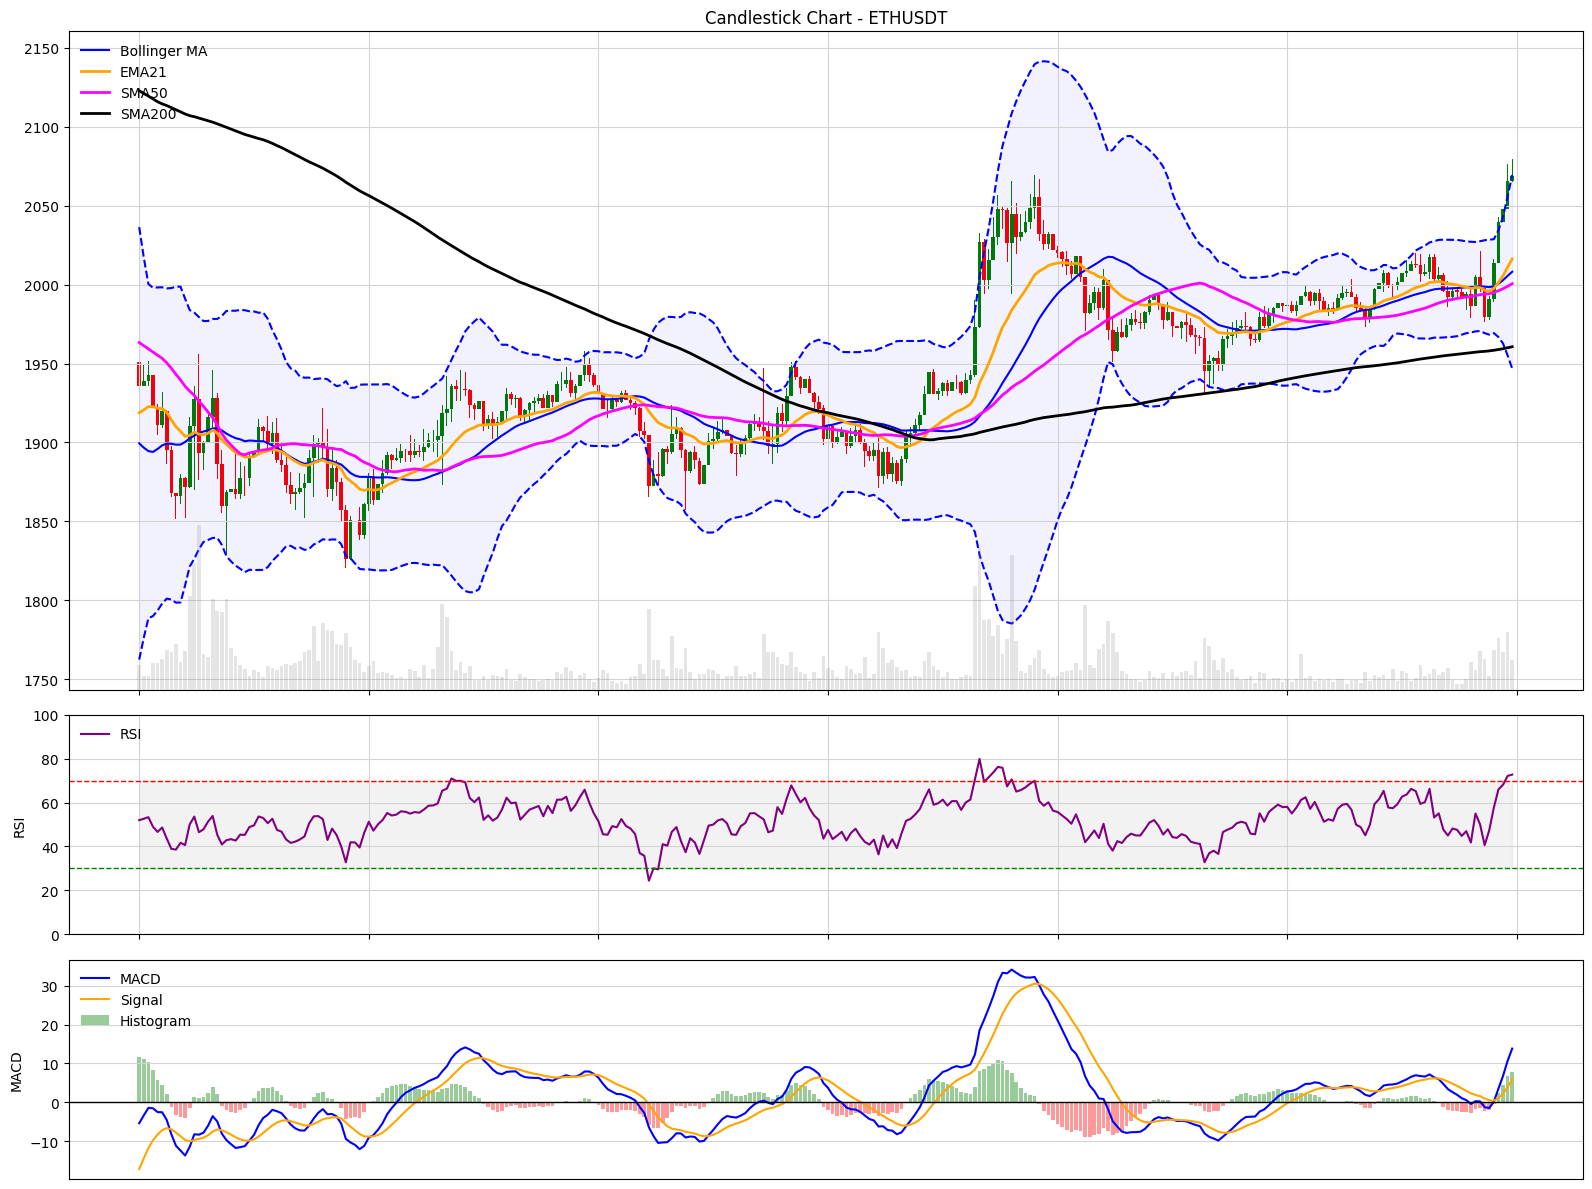 Candlestick Chart - ETHUSDT
Bollinger MA
EMA21
SMA50
SMA200
2150
2100
2050
2000
1950
1900
1850
1800
1750
RSI
RSI
100
80
60
40
20
0
MACD
Signal
Histogram
MACD
30
20
10
0
−10